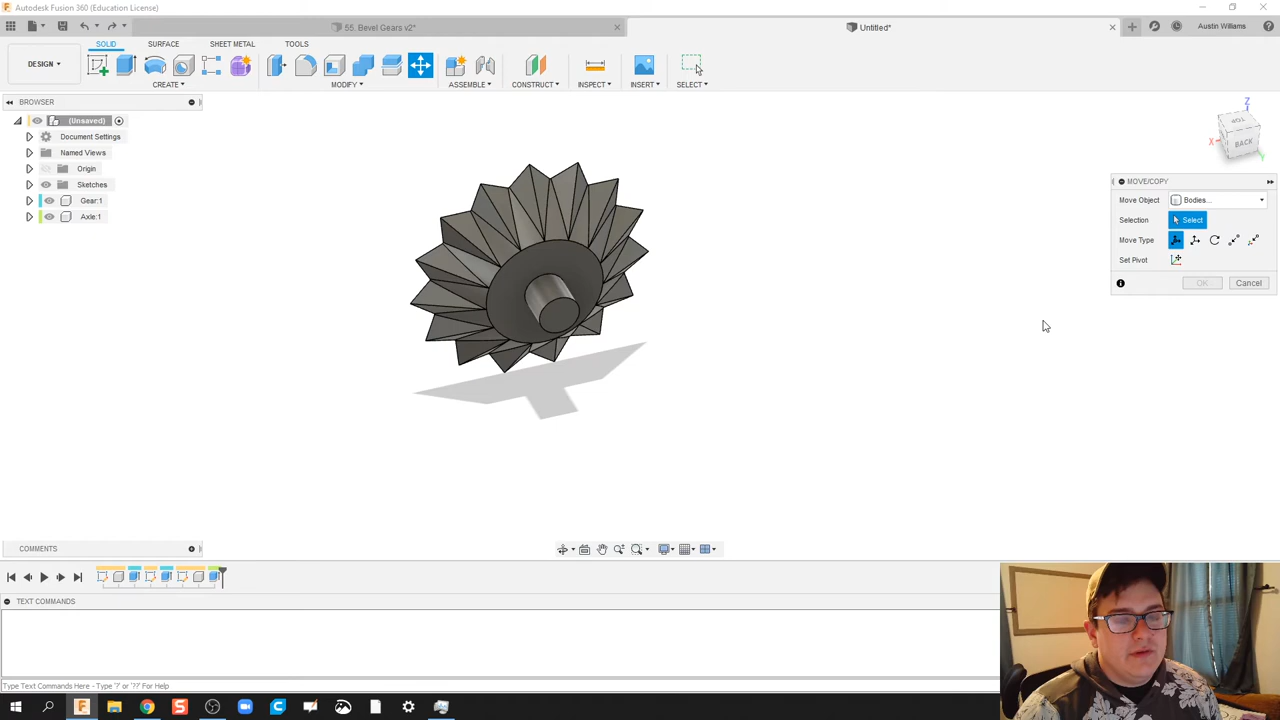 Autodesk Fusion 360 (Education License)
55. Bevel Gears v2*
Untitled*
Austin Williams
SOLID
SURFACE
SHEET METAL
TOOLS
DESIGN
CREATE
MODIFY
ASSEMBLE
CONSTRUCT
INSPECT
INSERT
SELECT
BROWSER
(Unsaved)
Document Settings
Named Views
Origin
Sketches
Gear:1
Axle:1
Z
TOP
X
BACK
Y
MOVE/COPY
Move Object
Bodies...
Selection
Select
Move Type
Set Pivot
OK
Cancel
COMMENTS
TEXT COMMANDS
Type Text Commands Here - Type '?' or '??' For Help